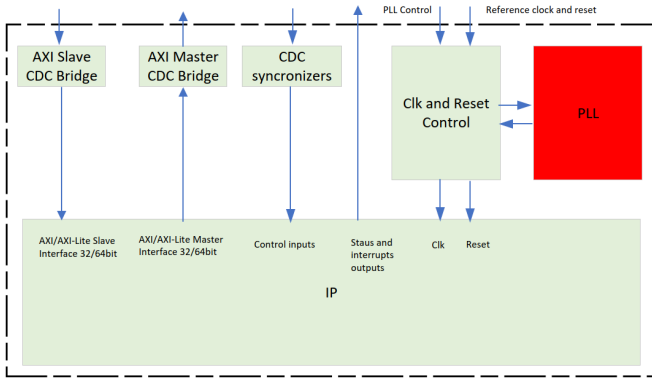 PLL Control
Reference clock and reset
AXI Slave
CDC Bridge
AXI Master
CDC Bridge
CDC
syncronizers
Clk and Reset
Control
PLL
AXI/AXI-Lite Slave
Interface 32/64bit
AXI/AXI-Lite Master
Interface 32/64bit
Control inputs
Staus and
interrupts
outputs
Clk
Reset
IP